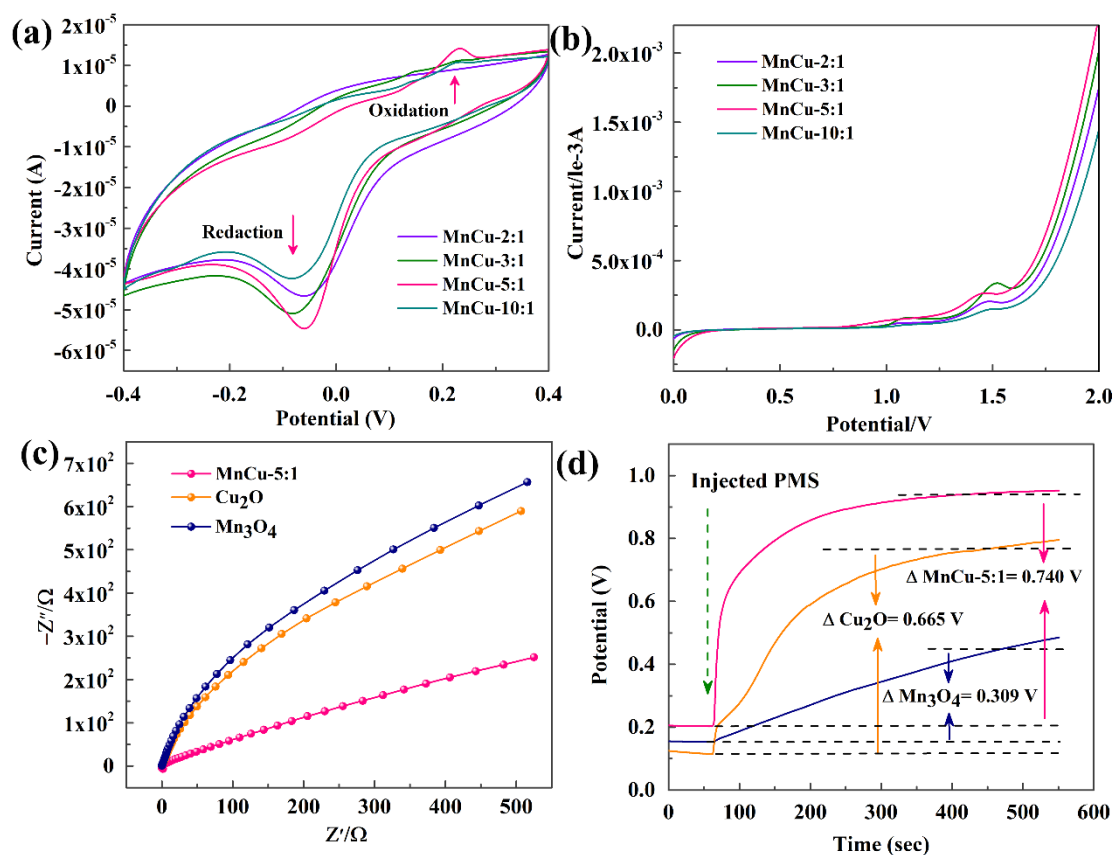 (a)
2x10⁻⁵
1x10⁻⁵
0
-1x10⁻⁵
-2x10⁻⁵
-3x10⁻⁵
-4x10⁻⁵
-5x10⁻⁵
-6x10⁻⁵
Current (A)
Oxidation
Redaction
MnCu-2:1
MnCu-3:1
MnCu-5:1
MnCu-10:1
-0.4 -0.2 0.0 0.2 0.4
Potential (V)
(b)
2.0x10⁻³
1.5x10⁻³
1.0x10⁻³
5.0x10⁻⁴
0.0
Current/Ie-3A
MnCu-2:1
MnCu-3:1
MnCu-5:1
MnCu-10:1
0.0 0.5 1.0 1.5 2.0
Potential/V
(c)
7x10²
6x10²
5x10²
4x10²
3x10²
2x10²
1x10²
0
−Z''/Ω
MnCu-5:1
Cu₂O
Mn₃O₄
0 100 200 300 400 500
Z'/Ω
(d)
1.0
0.8
0.6
0.4
0.2
0.0
Potential (V)
Injected PMS
Δ MnCu-5:1= 0.740 V
Δ Cu₂O= 0.665 V
Δ Mn₃O₄= 0.309 V
0 100 200 300 400 500 600
Time (sec)